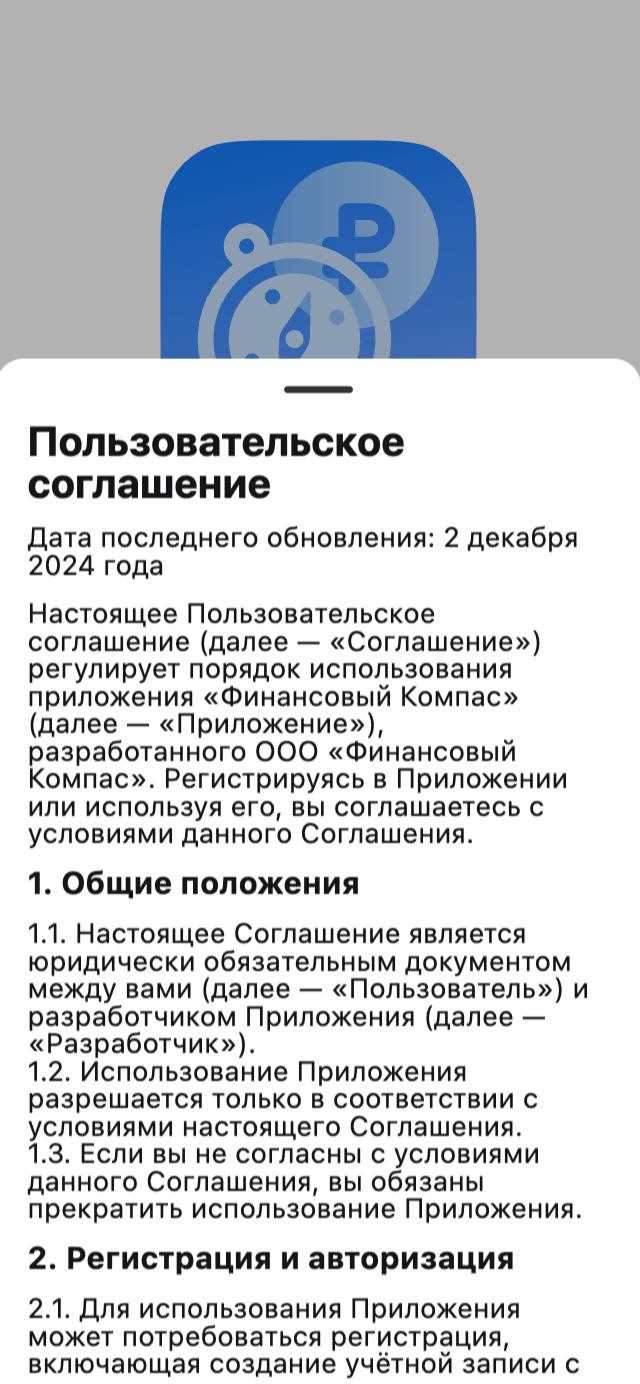 Пользовательское
соглашение
Дата последнего обновления: 2 декабря
2024 года
Настоящее Пользовательское
соглашение (далее — «Соглашение»)
регулирует порядок использования
приложения «Финансовый Компас»
(далее — «Приложение»),
разработанного ООО «Финансовый
Компас». Регистрируясь в Приложении
или используя его, вы соглашаетесь с
условиями данного Соглашения.
1. Общие положения
1.1. Настоящее Соглашение является
юридически обязательным документом
между вами (далее — «Пользователь») и
разработчиком Приложения (далее —
«Разработчик»).
1.2. Использование Приложения
разрешается только в соответствии с
условиями настоящего Соглашения.
1.3. Если вы не согласны с условиями
данного Соглашения, вы обязаны
прекратить использование Приложения.
2. Регистрация и авторизация
2.1. Для использования Приложения
может потребоваться регистрация,
включающая создание учётной записи с